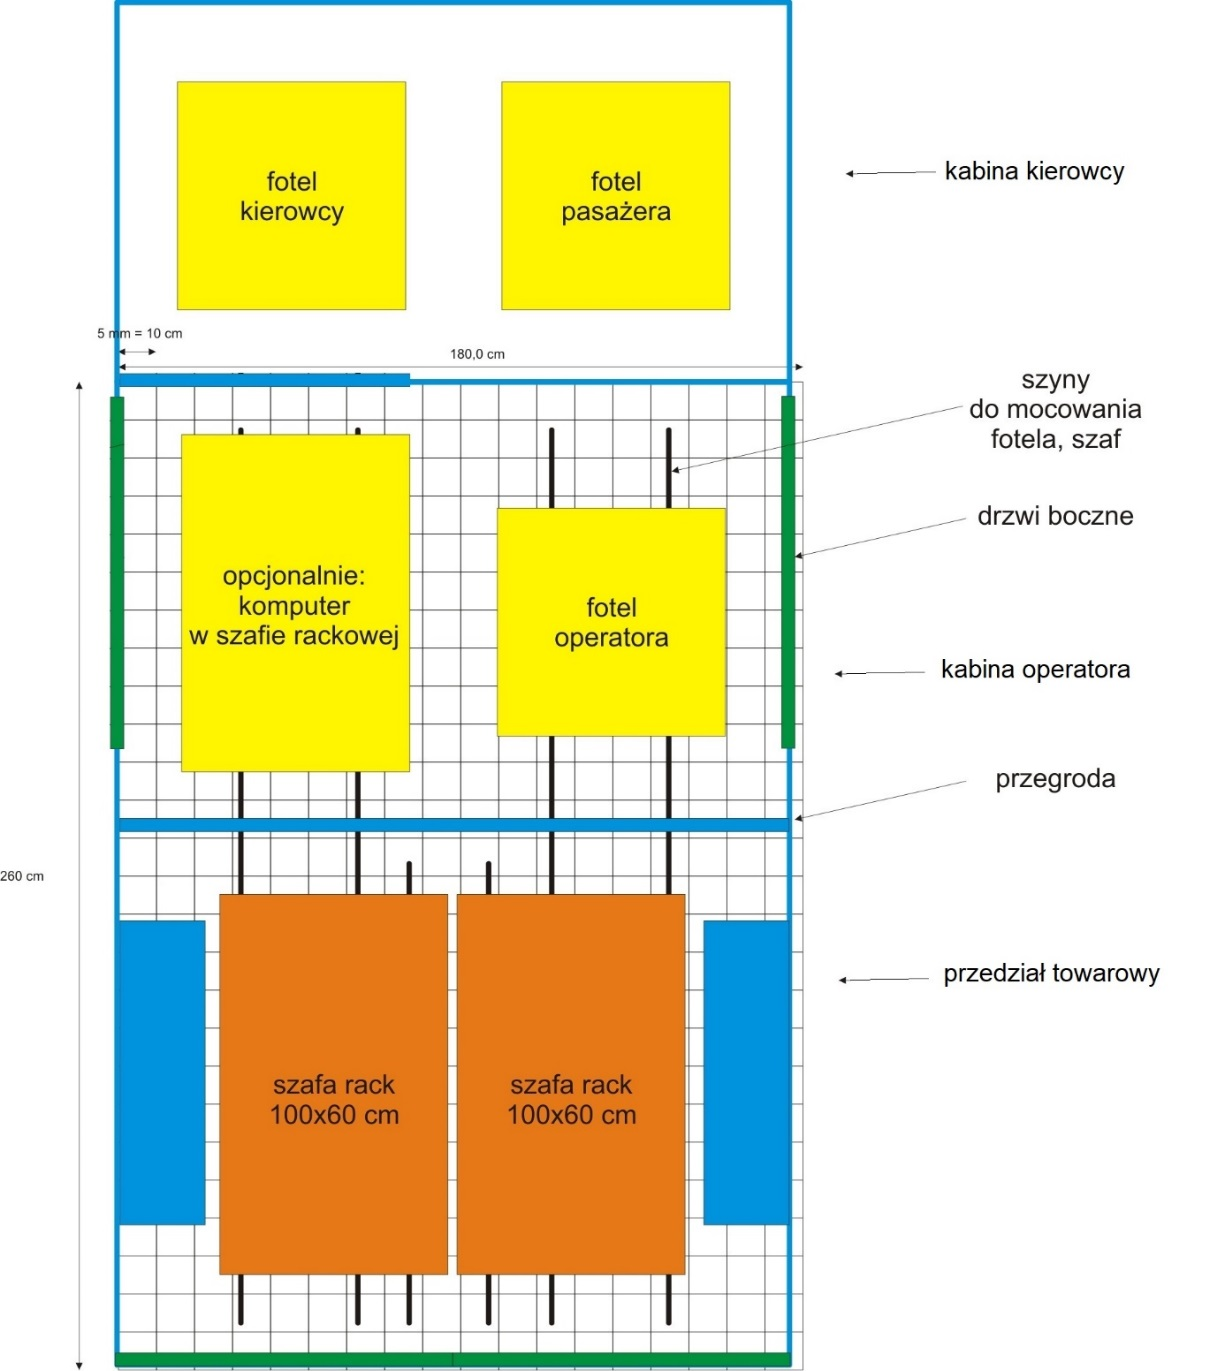 fotel
kierowcy
fotel
pasażera
kabina kierowcy
5 mm = 10 cm
180,0 cm
szyny
do mocowania
fotela, szaf
drzwi boczne
opcjonalnie:
komputer
w szafie rackowej
fotel
operatora
kabina operatora
przegroda
260 cm
przedział towarowy
szafa rack
100x60 cm
szafa rack
100x60 cm